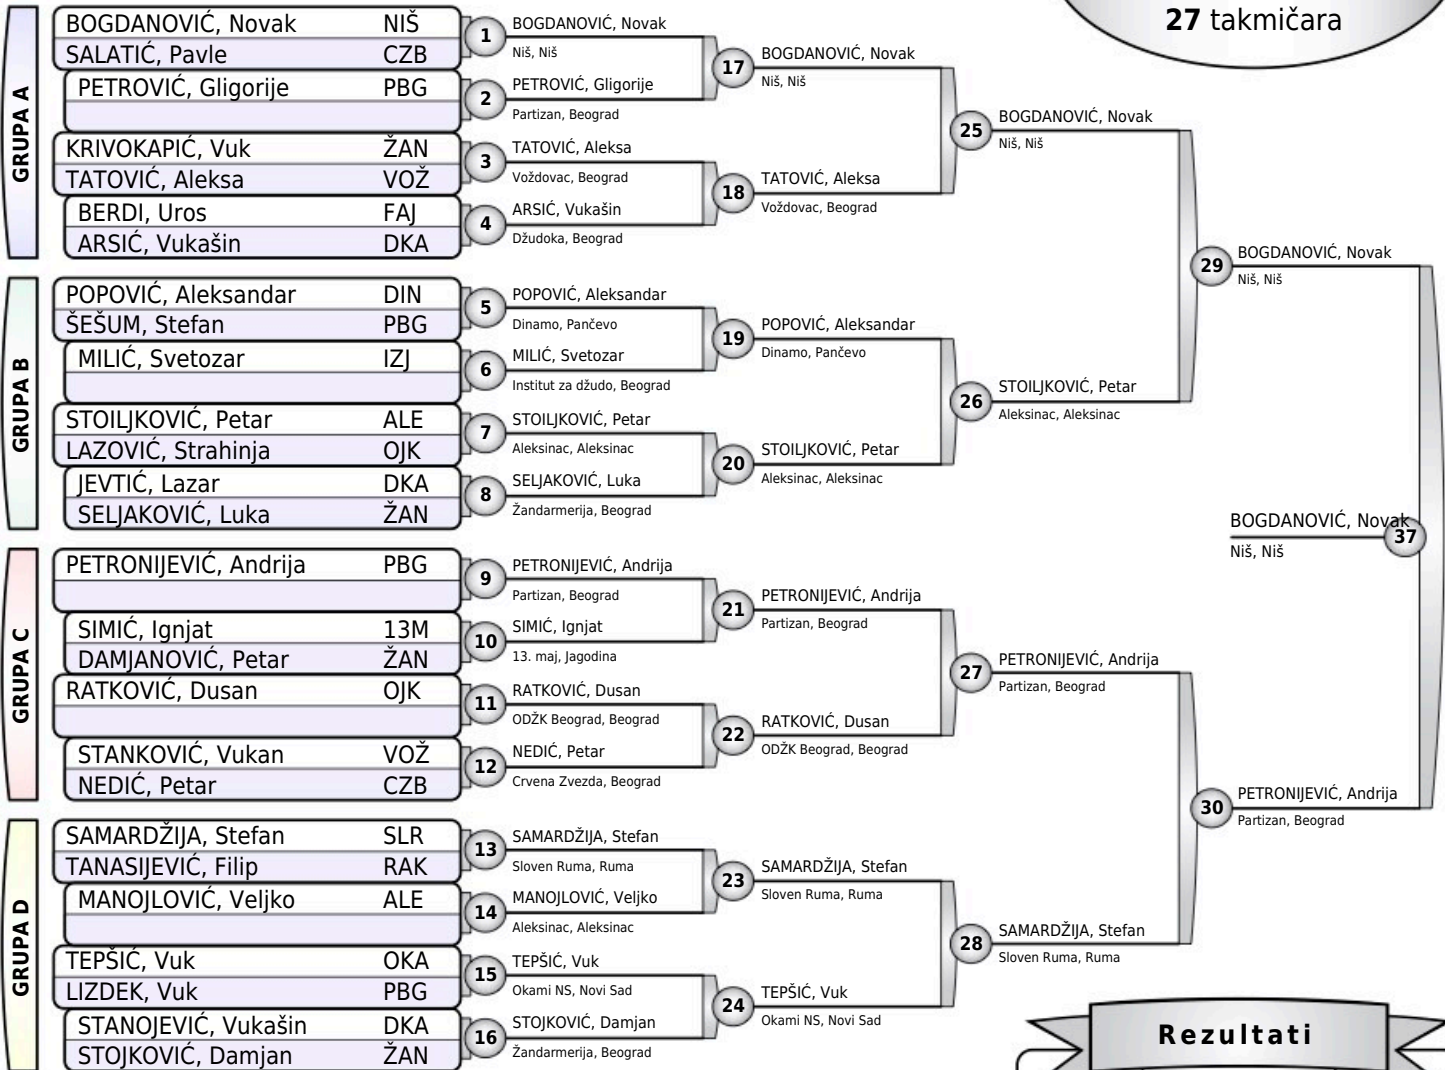 27 takmičara
GRUPA A
BOGDANOVIĆ, Novak NIŠ
SALATIĆ, Pavle CZB
PETROVIĆ, Gligorije PBG
KRIVOKAPIĆ, Vuk ŽAN
TATOVIĆ, Aleksa VOŽ
BERDI, Uros FAJ
ARSIĆ, Vukašin DKA
GRUPA B
POPOVIĆ, Aleksandar DIN
ŠEŠUM, Stefan PBG
MILIĆ, Svetozar IZJ
STOILJKOVIĆ, Petar ALE
LAZOVIĆ, Strahinja OJK
JEVTIĆ, Lazar DKA
SELJAKOVIĆ, Luka ŽAN
GRUPA C
PETRONIJEVIĆ, Andrija PBG
SIMIĆ, Ignjat 13M
DAMJANOVIĆ, Petar ŽAN
RATKOVIĆ, Dusan OJK
STANKOVIĆ, Vukan VOŽ
NEDIĆ, Petar CZB
GRUPA D
SAMARDŽIJA, Stefan SLR
TANASIJEVIĆ, Filip RAK
MANOJLOVIĆ, Veljko ALE
TEPŠIĆ, Vuk OKA
LIZDEK, Vuk PBG
STANOJEVIĆ, Vukašin DKA
STOJKOVIĆ, Damjan ŽAN
1 BOGDANOVIĆ, Novak
Niš, Niš
2 PETROVIĆ, Gligorije
Partizan, Beograd
3 TATOVIĆ, Aleksa
Voždovac, Beograd
4 ARSIĆ, Vukašin
Džudoka, Beograd
5 POPOVIĆ, Aleksandar
Dinamo, Pančevo
6 MILIĆ, Svetozar
Institut za džudo, Beograd
7 STOILJKOVIĆ, Petar
Aleksinac, Aleksinac
8 SELJAKOVIĆ, Luka
Žandarmerija, Beograd
9 PETRONIJEVIĆ, Andrija
Partizan, Beograd
10 SIMIĆ, Ignjat
13. maj, Jagodina
11 RATKOVIĆ, Dusan
ODŽK Beograd, Beograd
12 NEDIĆ, Petar
Crvena Zvezda, Beograd
13 SAMARDŽIJA, Stefan
Sloven Ruma, Ruma
14 MANOJLOVIĆ, Veljko
Aleksinac, Aleksinac
15 TEPŠIĆ, Vuk
Okami NS, Novi Sad
16 STOJKOVIĆ, Damjan
Žandarmerija, Beograd
17 BOGDANOVIĆ, Novak
Niš, Niš
18 TATOVIĆ, Aleksa
Voždovac, Beograd
19 POPOVIĆ, Aleksandar
Dinamo, Pančevo
20 STOILJKOVIĆ, Petar
Aleksinac, Aleksinac
21 PETRONIJEVIĆ, Andrija
Partizan, Beograd
22 RATKOVIĆ, Dusan
ODŽK Beograd, Beograd
23 SAMARDŽIJA, Stefan
Sloven Ruma, Ruma
24 TEPŠIĆ, Vuk
Okami NS, Novi Sad
25 BOGDANOVIĆ, Novak
Niš, Niš
26 STOILJKOVIĆ, Petar
Aleksinac, Aleksinac
27 PETRONIJEVIĆ, Andrija
Partizan, Beograd
28 SAMARDŽIJA, Stefan
Sloven Ruma, Ruma
29 BOGDANOVIĆ, Novak
Niš, Niš
30 PETRONIJEVIĆ, Andrija
Partizan, Beograd
BOGDANOVIĆ, Novak 37
Niš, Niš
Rezultati